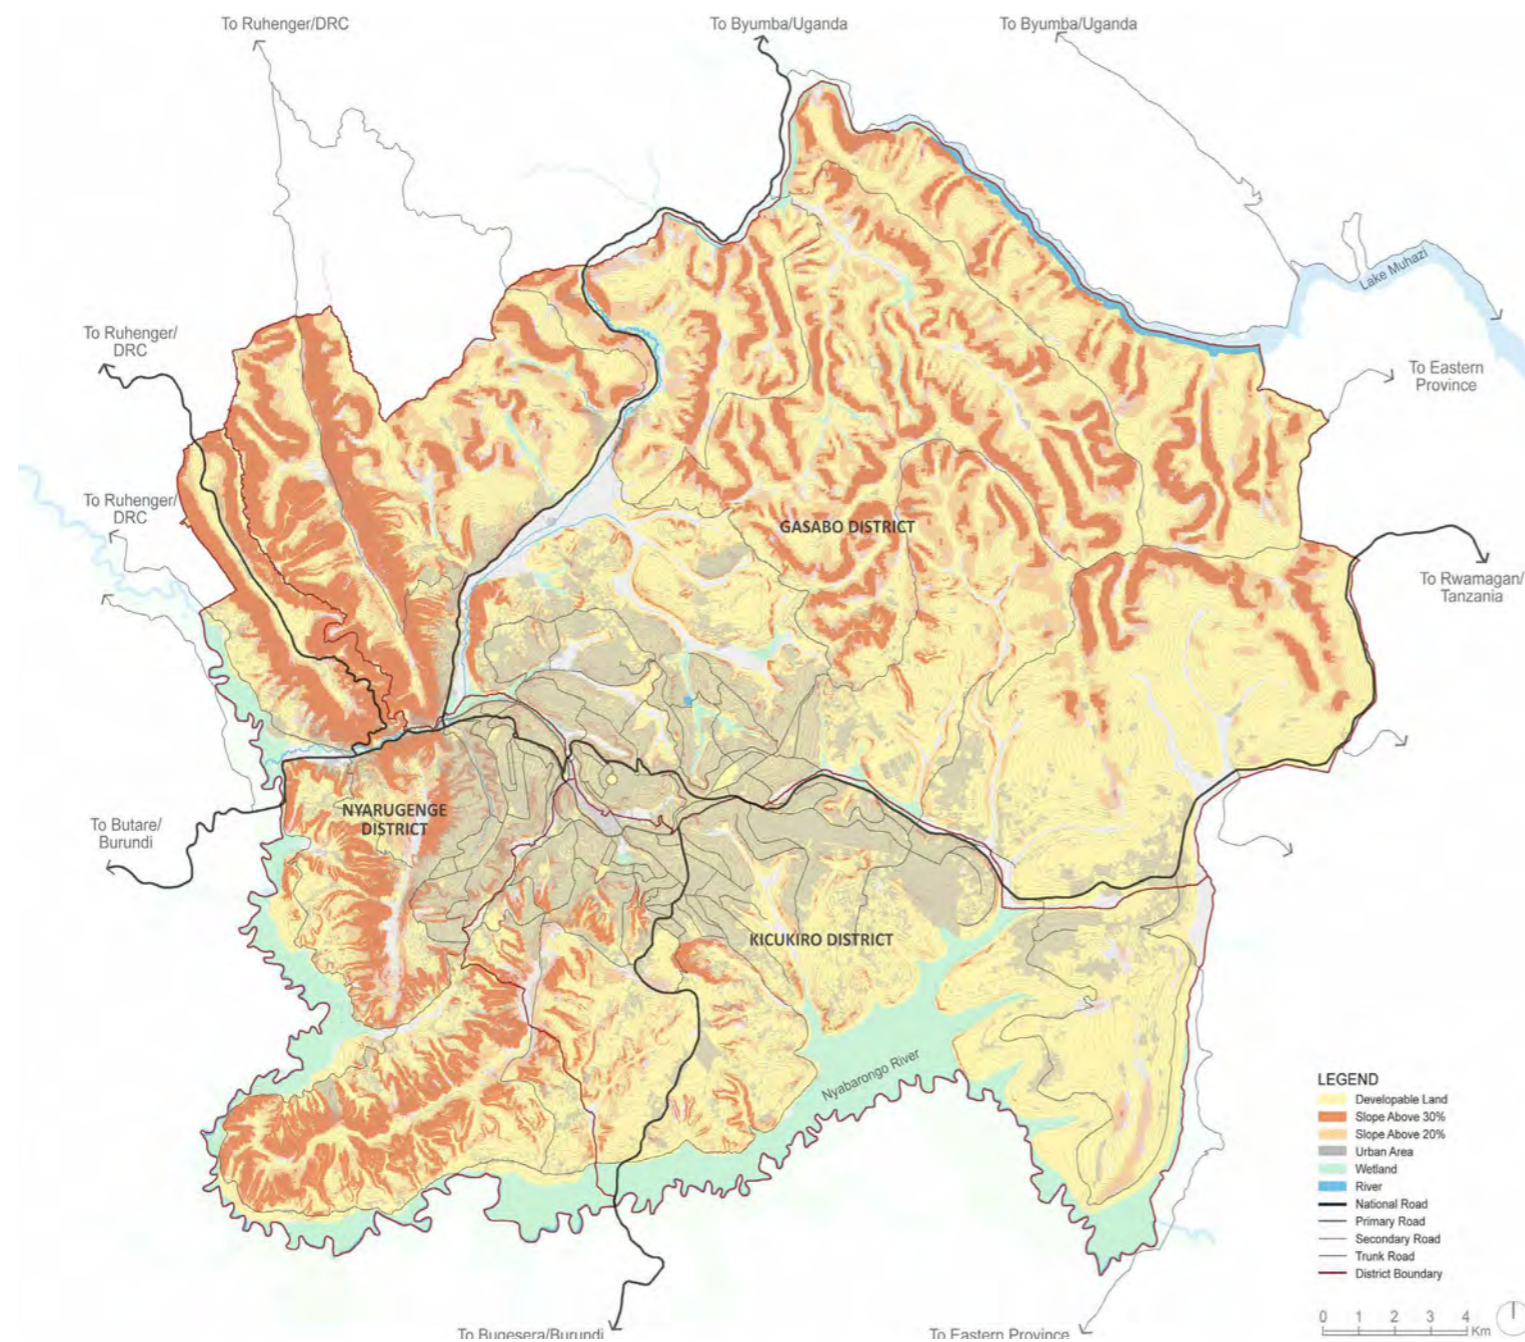 To Ruhenger/DRC
To Byumba/Uganda
To Byumba/Uganda
Lake Muhazi
To Ruhenger/
DRC
To Eastern
Province
To Ruhenger/
DRC
GASABO DISTRICT
To Rwamagan/
Tanzania
NYARUGENGE
DISTRICT
To Butare/
Burundi
KICUKIRO DISTRICT
Nyabarongo River
LEGEND
Developable Land
Slope Above 30%
Slope Above 20%
Urban Area
Wetland
River
National Road
Primary Road
Secondary Road
Trunk Road
District Boundary
0 1 2 3 4
Km
To Bugesera/Burundi
To Eastern Province